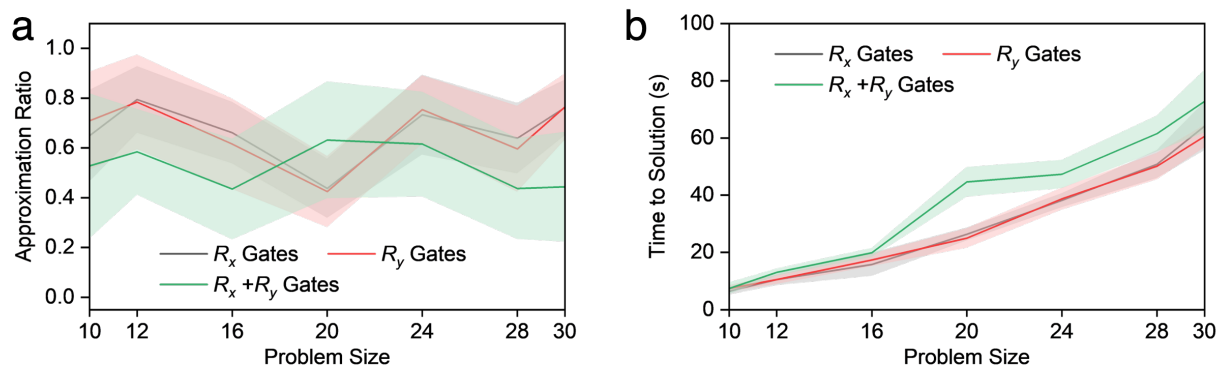 a
Approximation Ratio
1.0
0.8
0.6
0.4
0.2
0.0
Rx Gates
Ry Gates
Rx +Ry Gates
10 12 16 20 24 28 30
Problem Size
b
Time to Solution (s)
100
80
60
40
20
0
Rx Gates
Ry Gates
Rx +Ry Gates
10 12 16 20 24 28 30
Problem Size